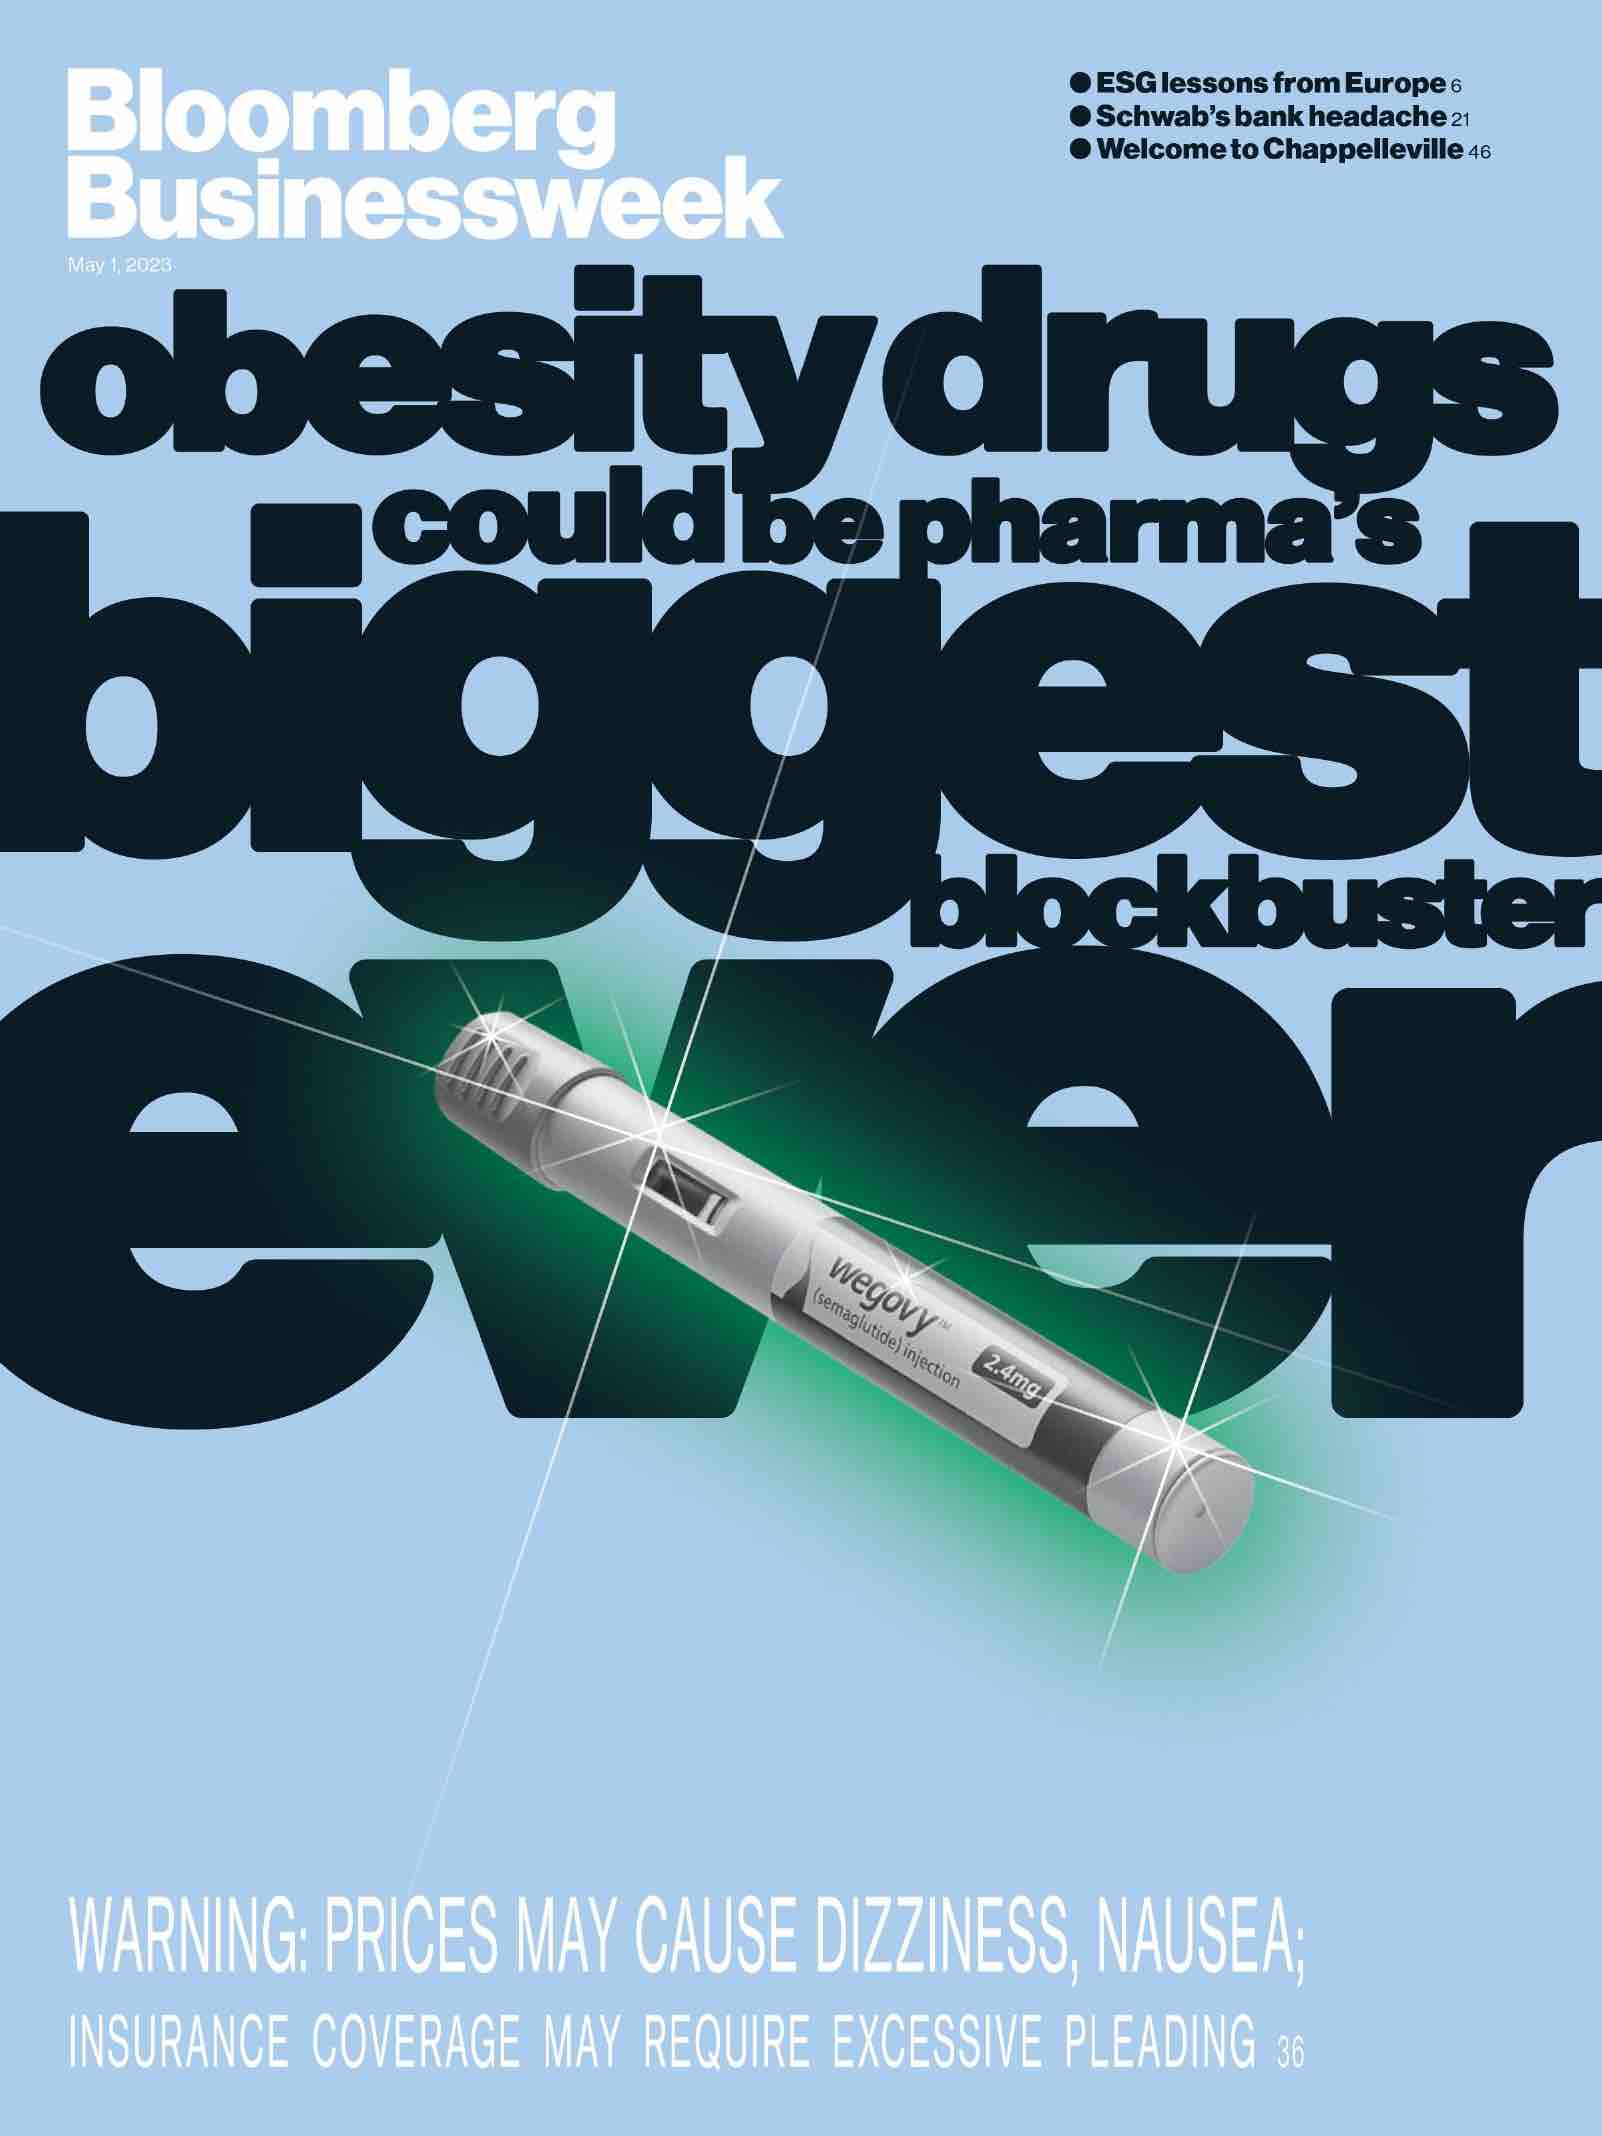 Bloomberg
Businessweek
May 1, 2023
● ESG lessons from Europe 6
● Schwab's bank headache 21
● Welcome to Chappelleville 46
obesity drugs
could be pharma's
biggest
blockbuster
ever
wegovy™
(semaglutide) injection
2.4mg
WARNING: PRICES MAY CAUSE DIZZINESS, NAUSEA;
INSURANCE COVERAGE MAY REQUIRE EXCESSIVE PLEADING 36